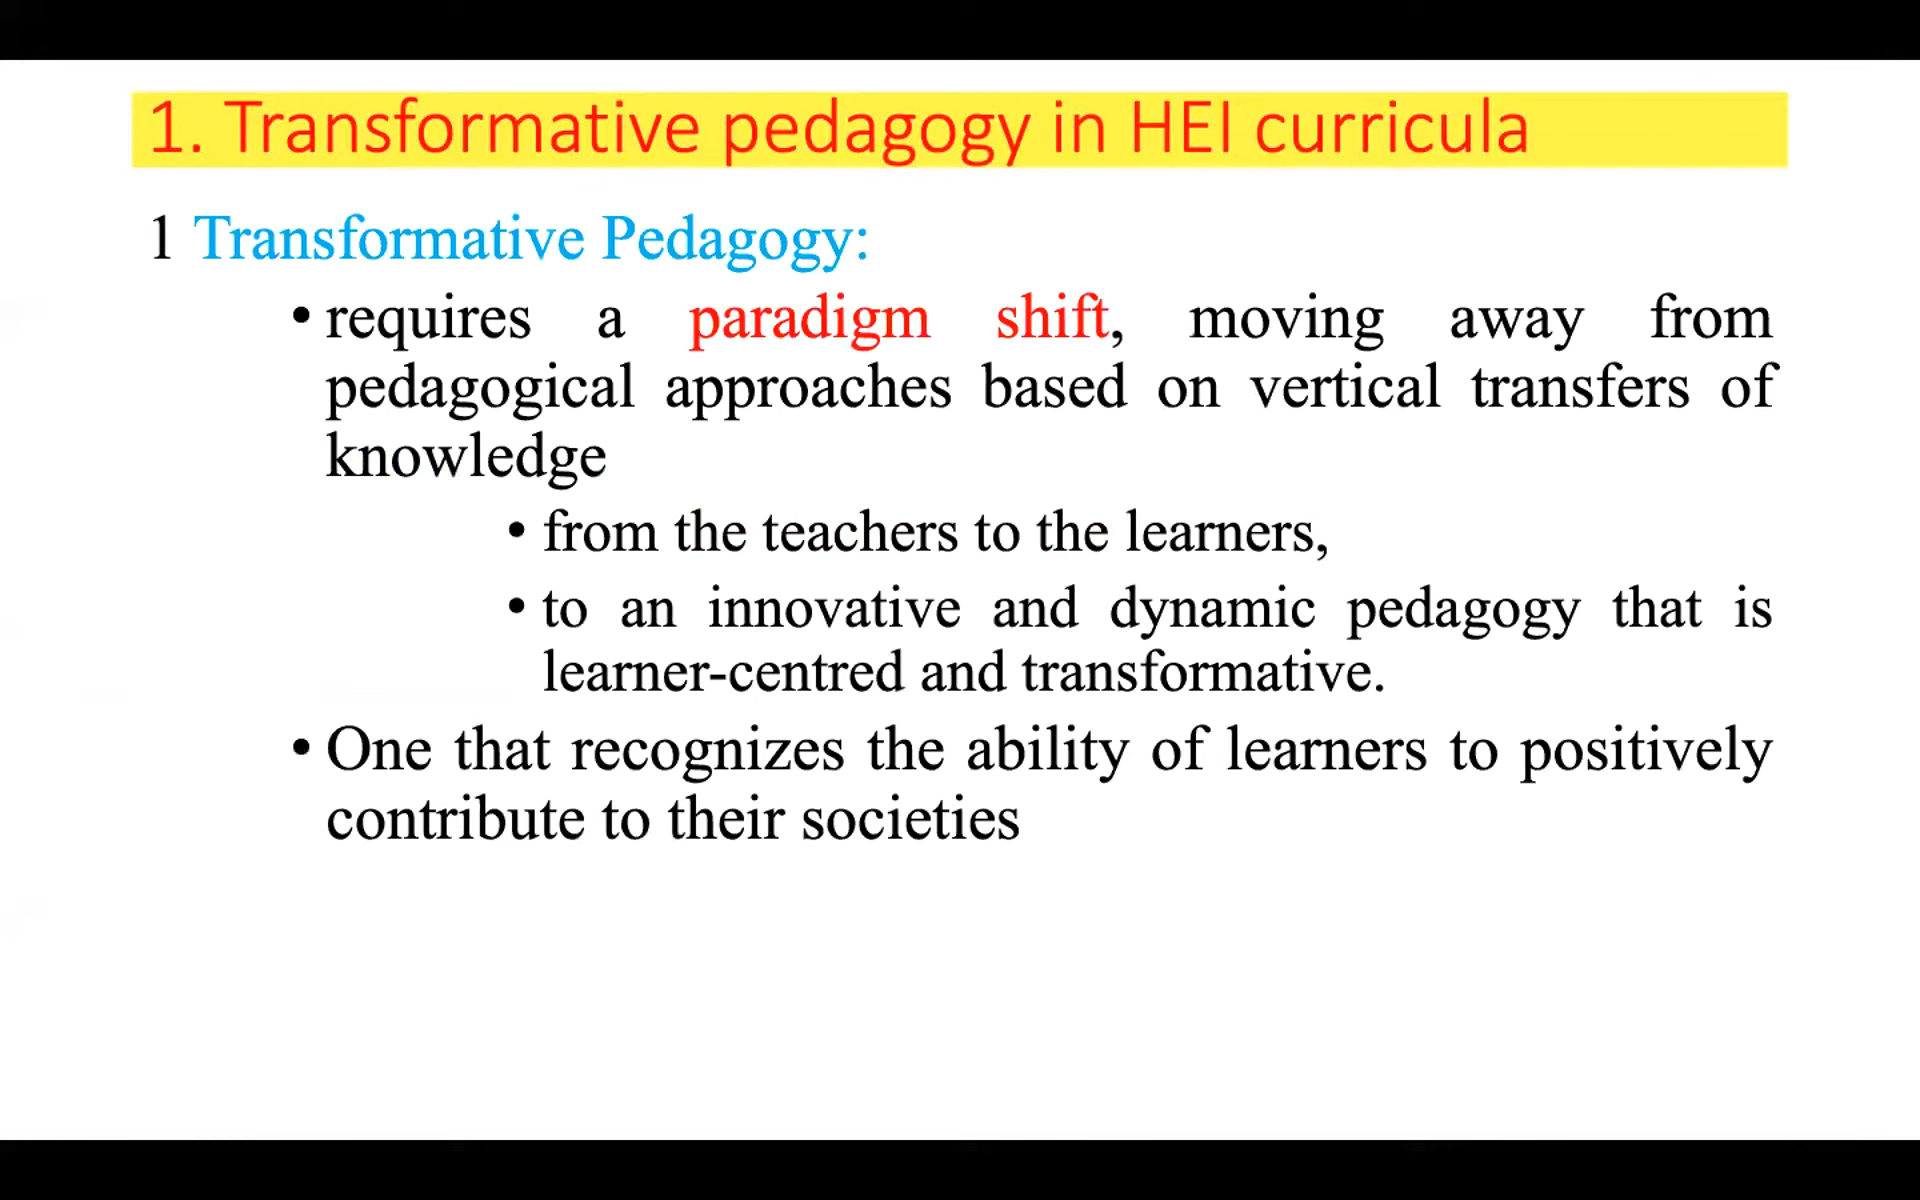 1. Transformative pedagogy in HEI curricula
1 Transformative Pedagogy:
• requires a paradigm shift, moving away from
pedagogical approaches based on vertical transfers of
knowledge
• from the teachers to the learners,
• to an innovative and dynamic pedagogy that is
learner-centred and transformative.
• One that recognizes the ability of learners to positively
contribute to their societies